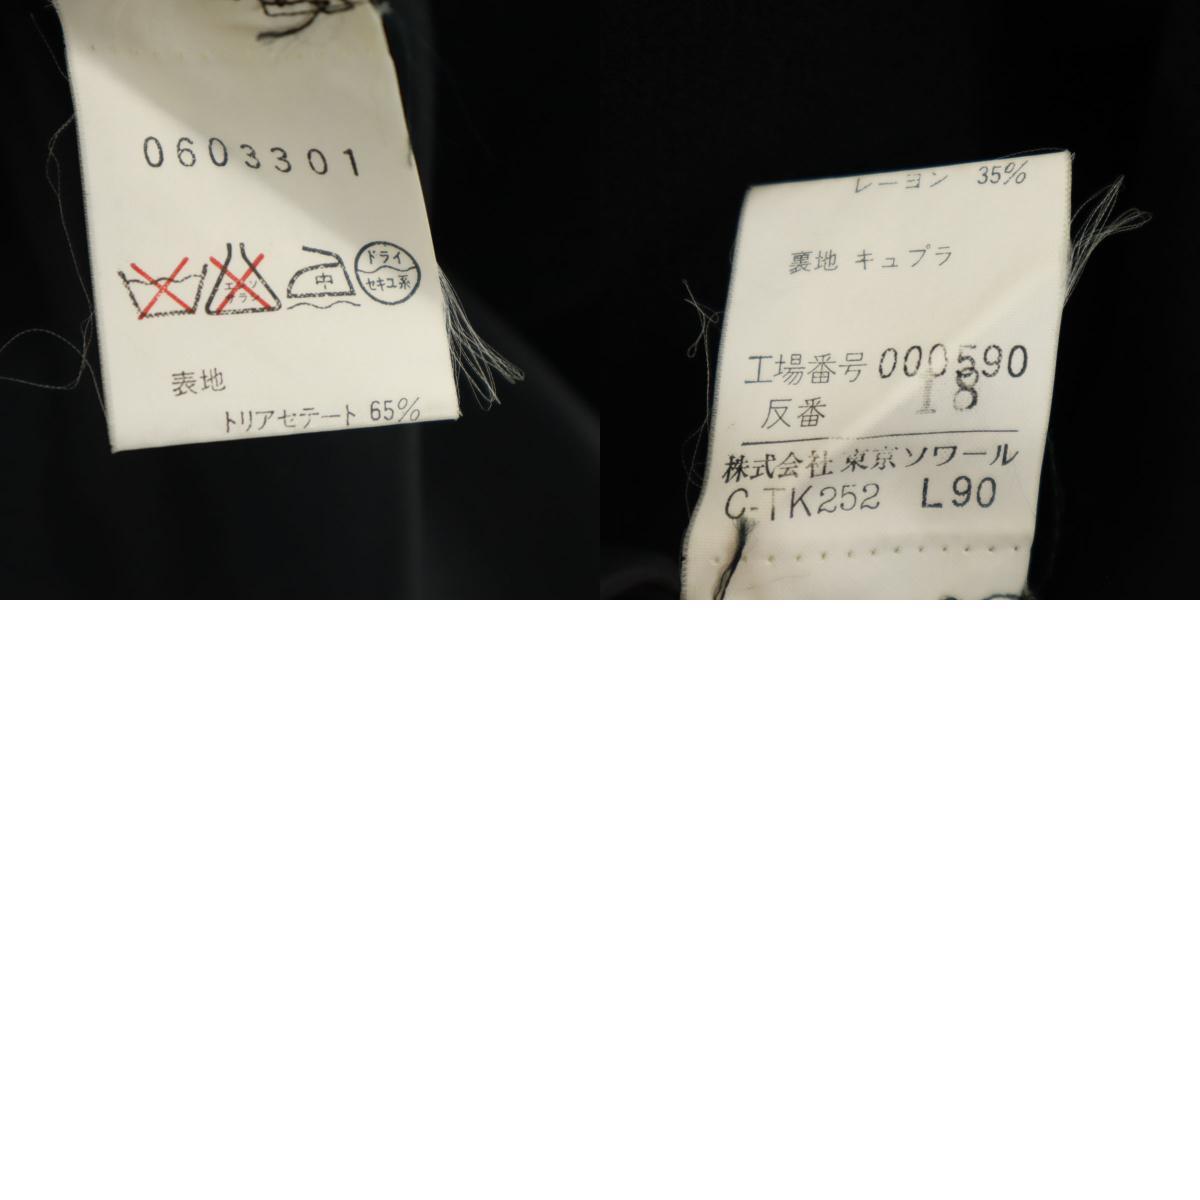 0603301
中
ドライ
セキユ系
表地
トリアセテート 65%
レーヨン 35%
裏地 キュプラ
工場番号 000590
反番 18
株式会社 東京ソワール
C-TK252 L90